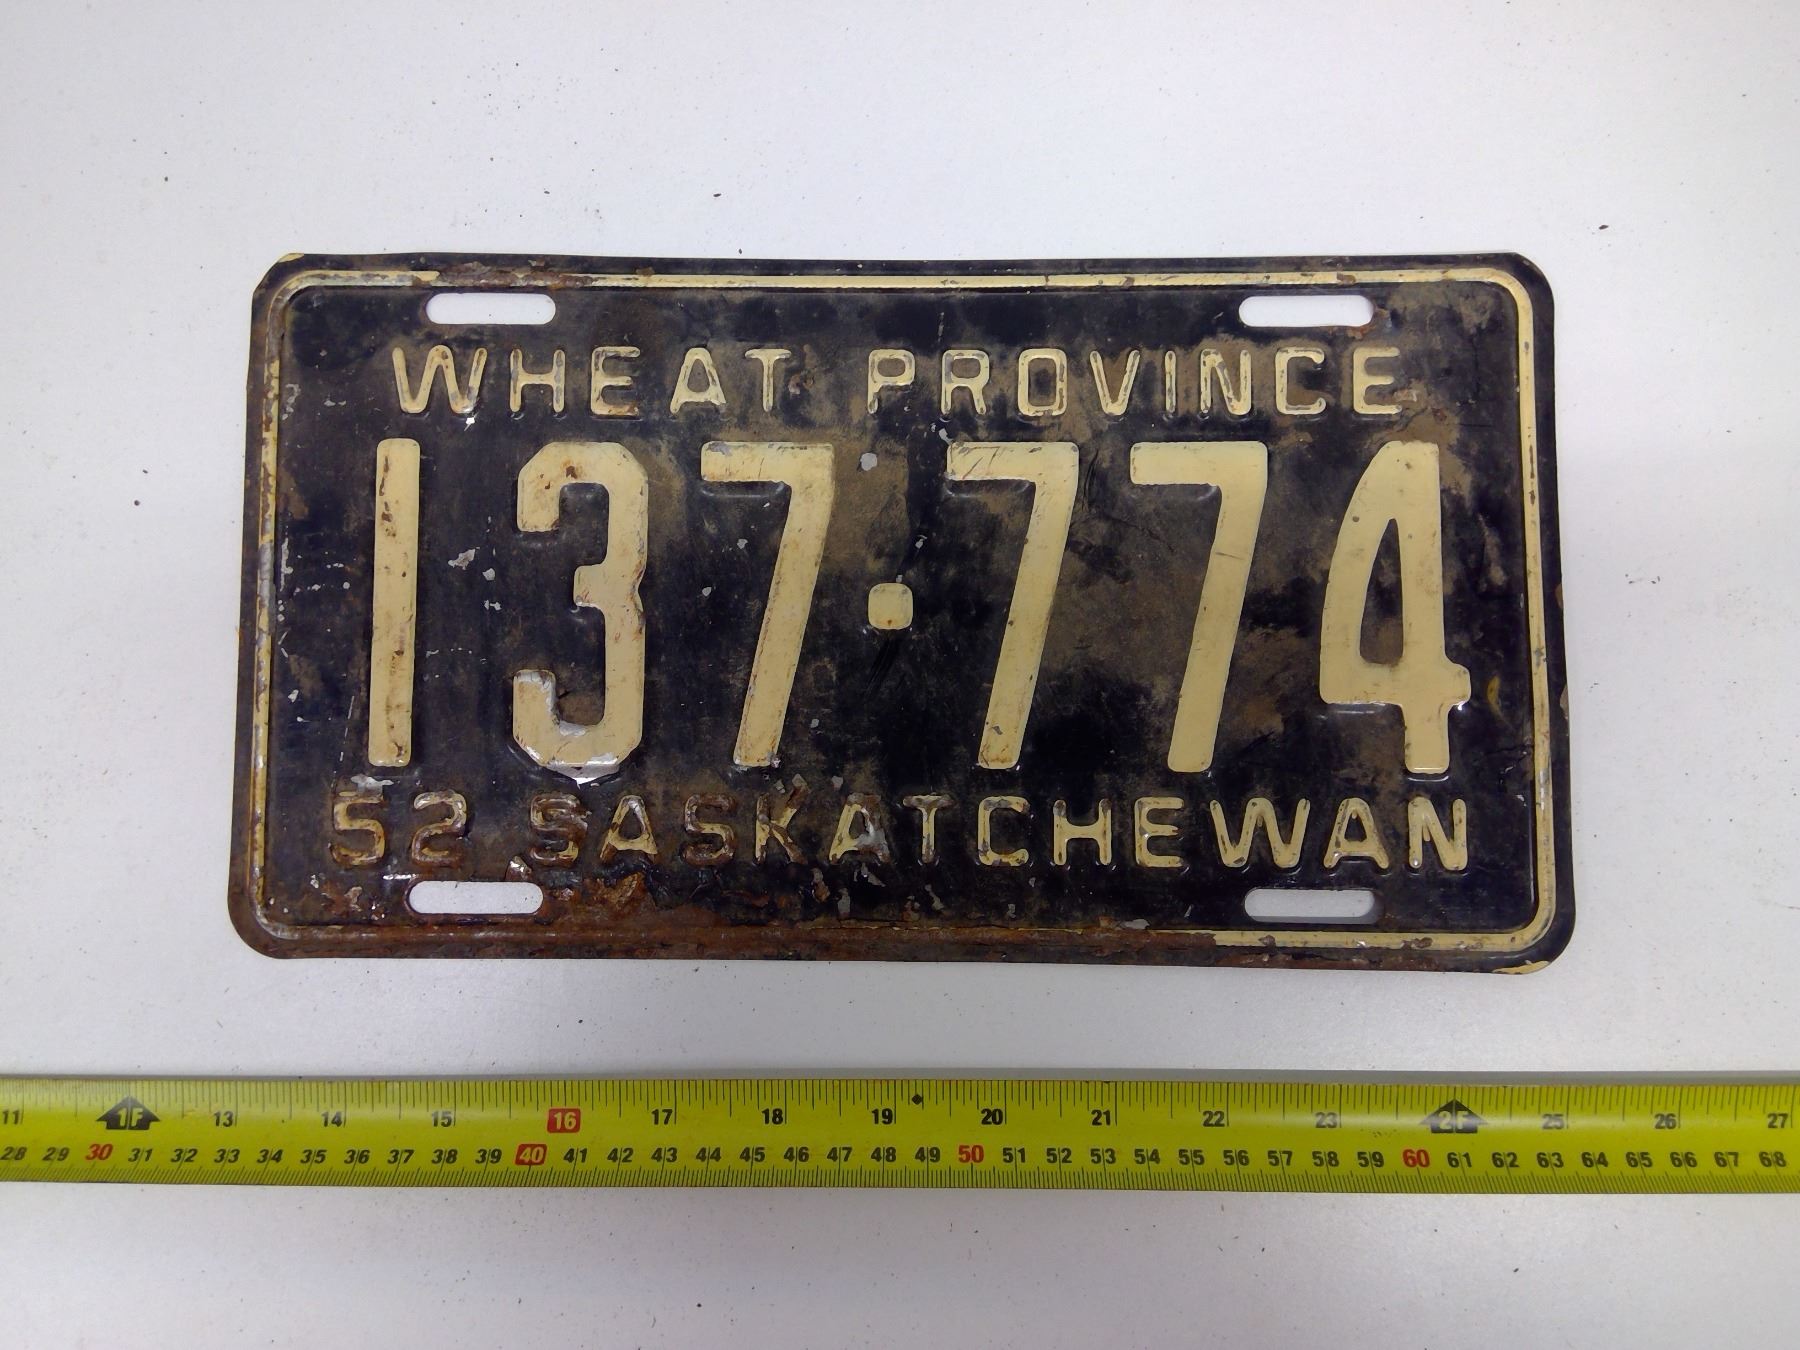 WHEAT PROVINCE
137·774
52 SASKATCHEWAN
11 1F 13 14 15 16 17 18 19 20 21 22 23 2F 25 26 27
28 29 30 31 32 33 34 35 36 37 38 39 40 41 42 43 44 45 46 47 48 49 50 51 52 53 54 55 56 57 58 59 60 61 62 63 64 65 66 67 68